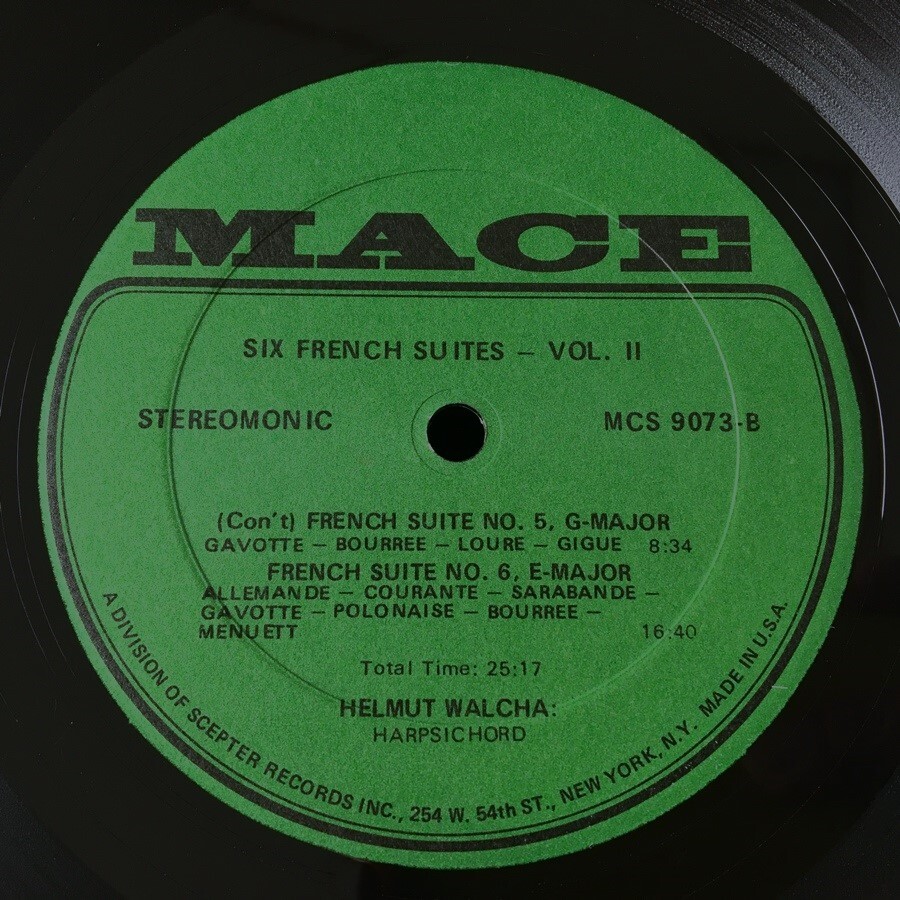 MACE
SIX FRENCH SUITES – VOL. II
STEREOMONIC
MCS 9073-B
(Con't) FRENCH SUITE NO. 5, G-MAJOR
GAVOTTE – BOURREE – LOURE – GIGUE 8:34
FRENCH SUITE NO. 6, E-MAJOR
ALLEMANDE – COURANTE – SARABANDE –
GAVOTTE – POLONAISE – BOURREE –
MENUETT 16:40
Total Time: 25:17
HELMUT WALCHA:
HARPSICHORD
A DIVISION OF SCEPTER RECORDS INC., 254 W. 54th ST., NEW YORK, N.Y. MADE IN U.S.A.